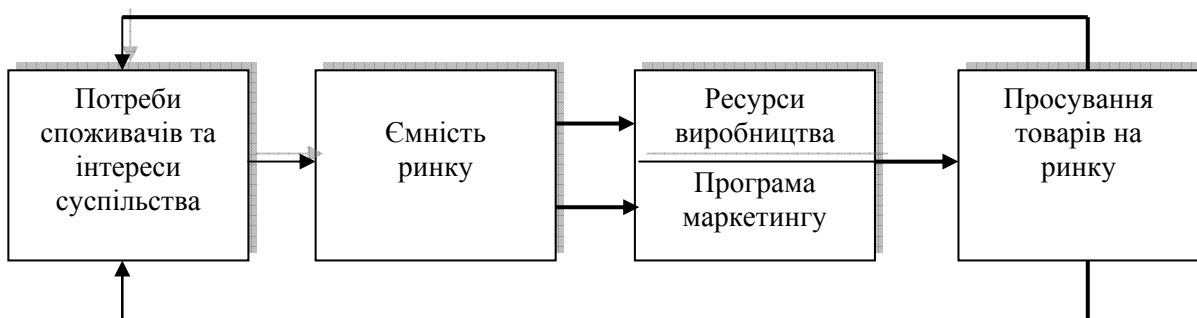 Потреби
споживачів та
інтереси
суспільства
Ємність
ринку
Ресурси
виробництва
Програма
маркетингу
Просування
товарів на
ринку